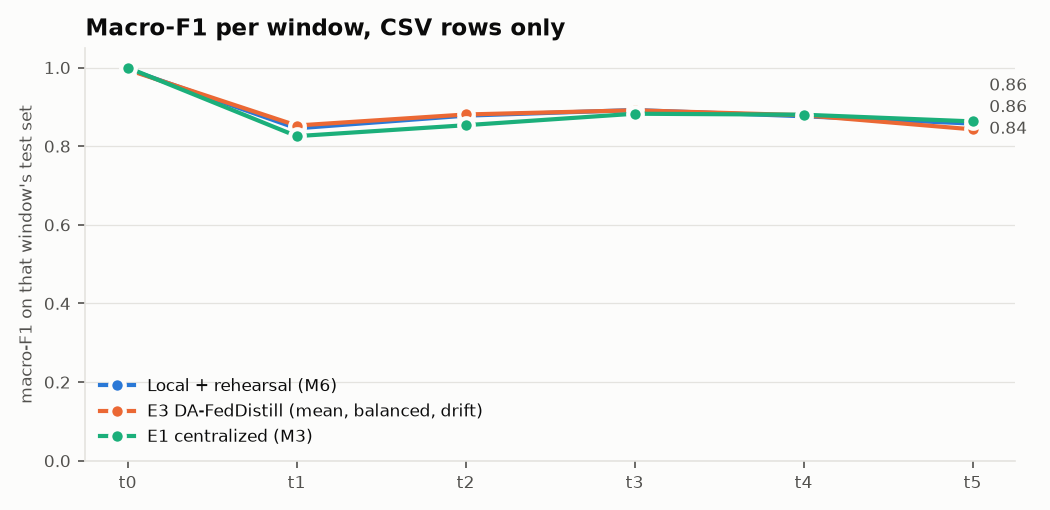 Macro-F1 per window, CSV rows only
macro-F1 on that window's test set
1.0
0.8
0.6
0.4
0.2
0.0
0.86
0.86
0.84
Local + rehearsal (M6)
E3 DA-FedDistill (mean, balanced, drift)
E1 centralized (M3)
t0 t1 t2 t3 t4 t5